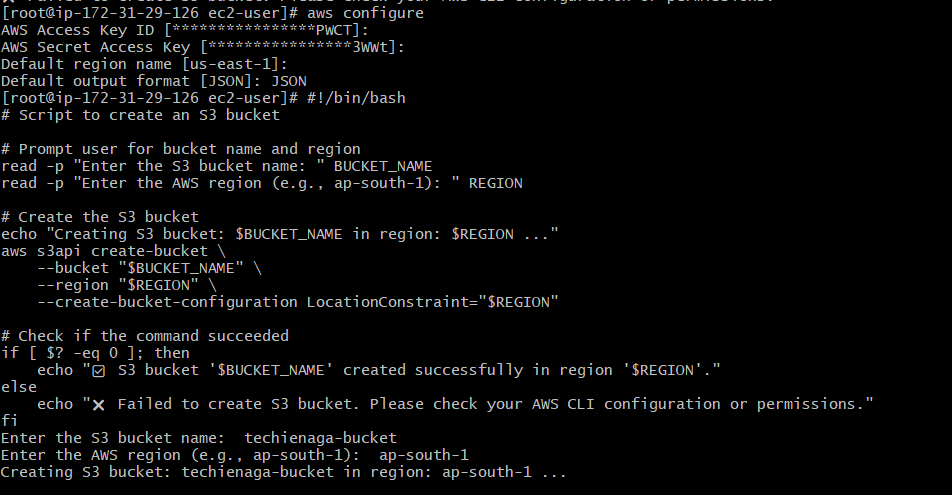 [root@ip-172-31-29-126 ec2-user]# aws configure
AWS Access Key ID [****************PWCT]:
AWS Secret Access Key [****************3WWt]:
Default region name [us-east-1]:
Default output format [JSON]: JSON
[root@ip-172-31-29-126 ec2-user]# #!/bin/bash
# Script to create an S3 bucket

# Prompt user for bucket name and region
read -p "Enter the S3 bucket name: " BUCKET_NAME
read -p "Enter the AWS region (e.g., ap-south-1): " REGION

# Create the S3 bucket
echo "Creating S3 bucket: $BUCKET_NAME in region: $REGION ..."
aws s3api create-bucket \
    --bucket "$BUCKET_NAME" \
    --region "$REGION" \
    --create-bucket-configuration LocationConstraint="$REGION"

# Check if the command succeeded
if [ $? -eq 0 ]; then
    echo "☑ S3 bucket '$BUCKET_NAME' created successfully in region '$REGION'."
else
    echo "❌ Failed to create S3 bucket. Please check your AWS CLI configuration or permissions."
fi
Enter the S3 bucket name:  techienaga-bucket
Enter the AWS region (e.g., ap-south-1):  ap-south-1
Creating S3 bucket: techienaga-bucket in region: ap-south-1 ...